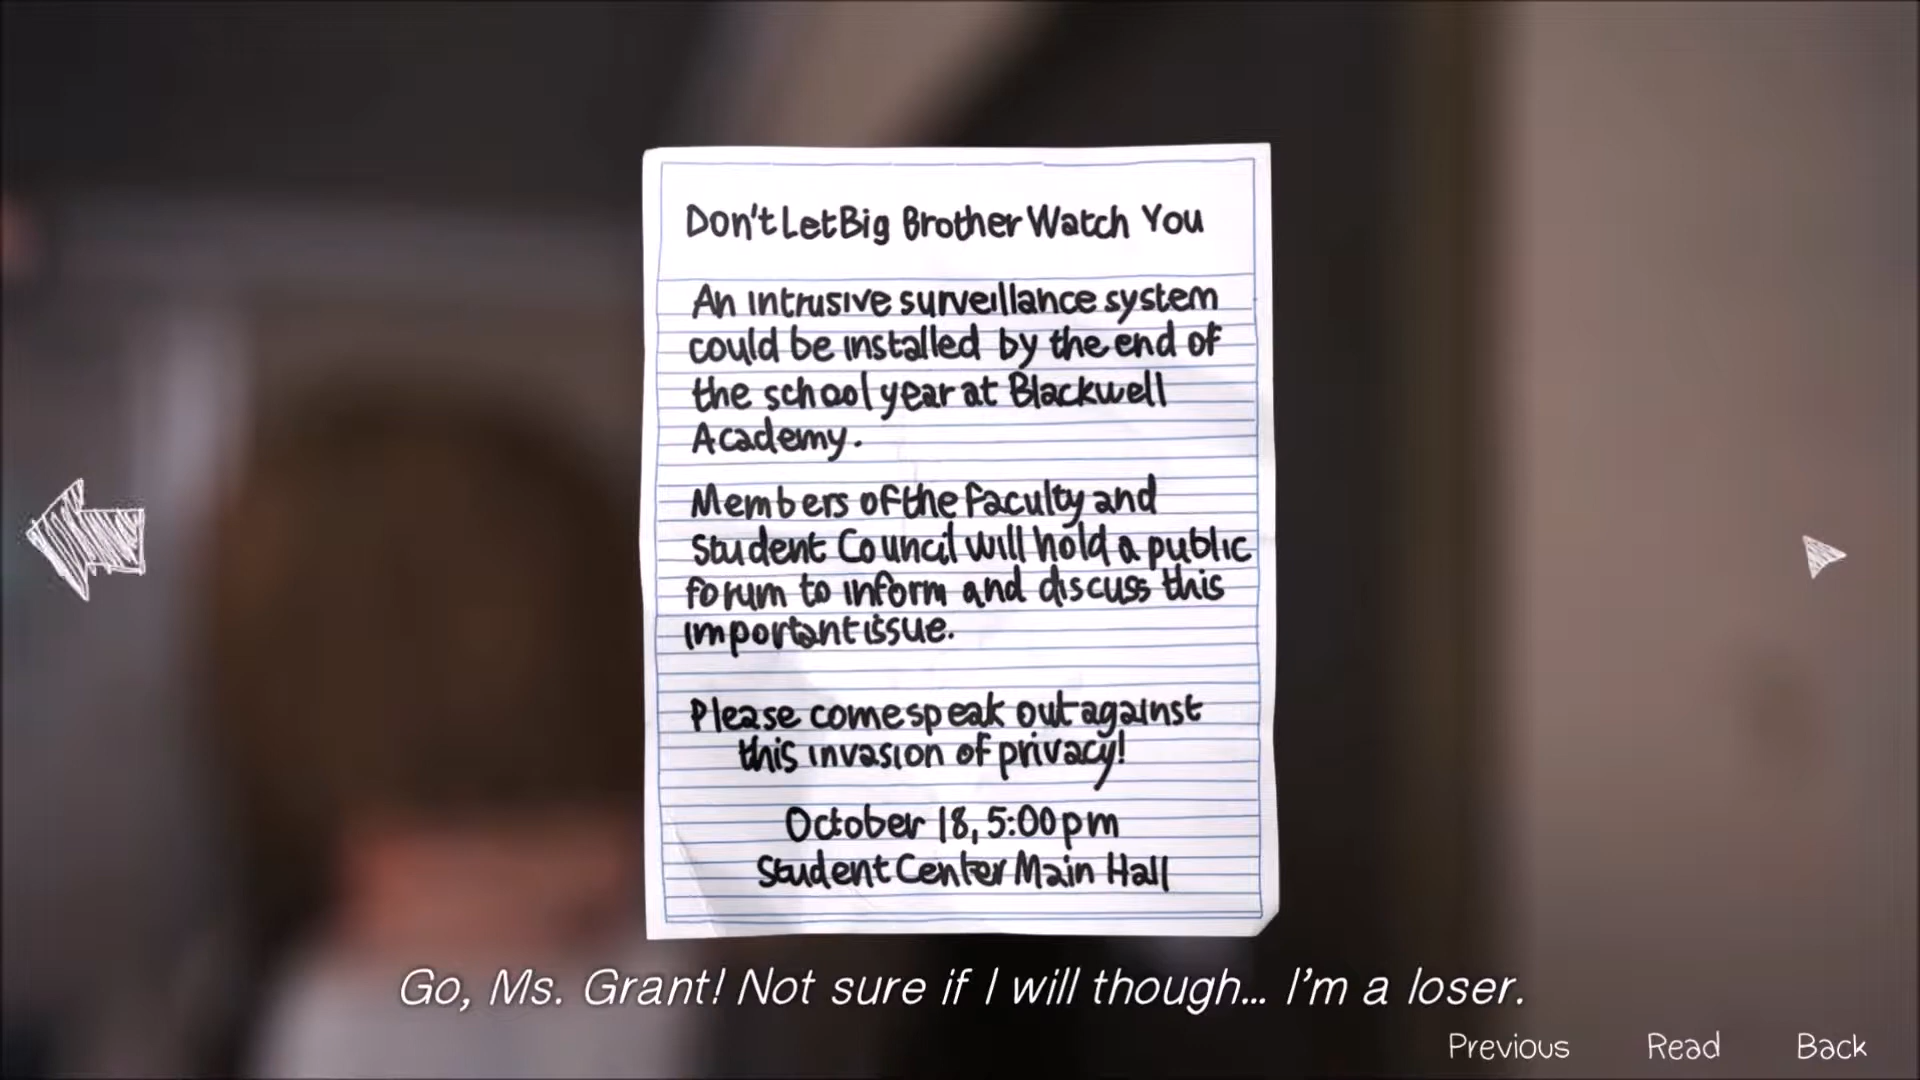 Don't Let Big Brother Watch You
An intrusive surveillance system
could be installed by the end of
the school year at Blackwell
Academy.
Members of the Faculty and
Student Council will hold a public
forum to inform and discuss this
important issue.
Please come speak out against
this invasion of privacy!
October 18, 5:00pm
Student Center Main Hall
Go, Ms. Grant! Not sure if I will though... I'm a loser.
Previous Read Back